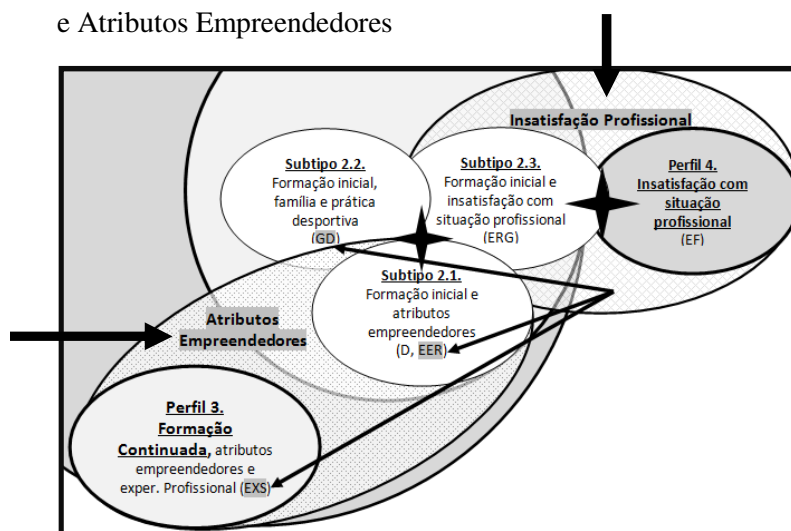 e Atributos Empreendedores
Insatisfação Profissional
Subtipo 2.2.
Formação inicial,
família e prática
desportiva
(GD)
Subtipo 2.3.
Formação inicial e
insatisfação com
situação profissional
(ERG)
Perfil 4.
Insatisfação com
situação
profissional
(EF)
Subtipo 2.1.
Formação inicial e
atributos
empreendedores
(D, EER)
Atributos
Empreendedores
Perfil 3.
Formação
Continuada, atributos
empreendedores e
exper. Profissional (EXS)